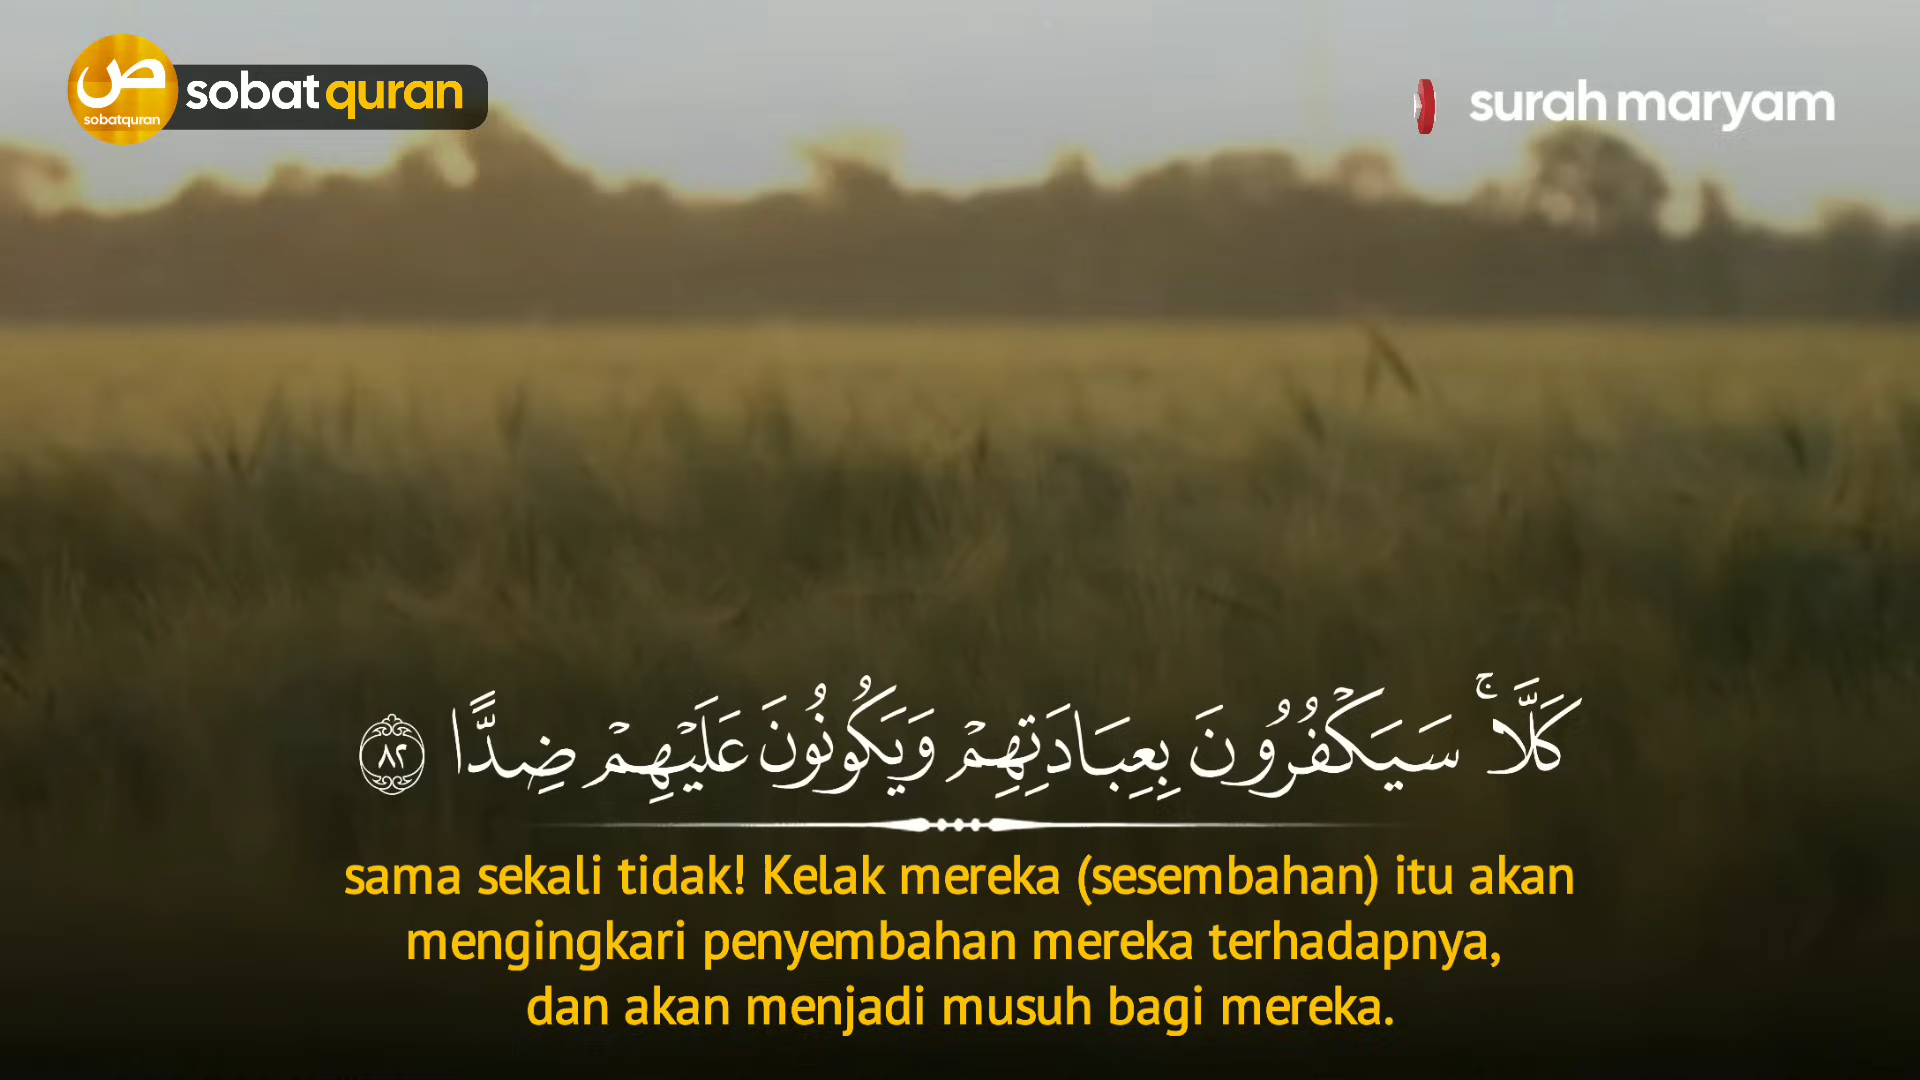 ص
sobatquran
sobat quran
surah maryam
كَلَّاۚ سَيَكْفُرُونَ بِعِبَادَتِهِمْ وَيَكُونُونَ عَلَيْهِمْ ضِدًّا ٨٢
sama sekali tidak! Kelak mereka (sesembahan) itu akan
mengingkari penyembahan mereka terhadapnya,
dan akan menjadi musuh bagi mereka.